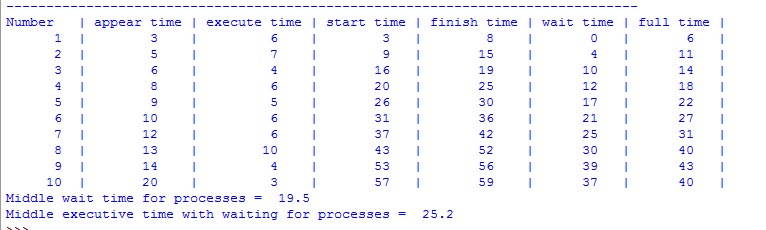 --------------------------------------------------------------------------------
Number | appear time | execute time | start time | finish time | wait time | full time |
1 | 3 | 6 | 3 | 8 | 0 | 6 |
2 | 5 | 7 | 9 | 15 | 4 | 11 |
3 | 6 | 4 | 16 | 19 | 10 | 14 |
4 | 8 | 6 | 20 | 25 | 12 | 18 |
5 | 9 | 5 | 26 | 30 | 17 | 22 |
6 | 10 | 6 | 31 | 36 | 21 | 27 |
7 | 12 | 6 | 37 | 42 | 25 | 31 |
8 | 13 | 10 | 43 | 52 | 30 | 40 |
9 | 14 | 4 | 53 | 56 | 39 | 43 |
10 | 20 | 3 | 57 | 59 | 37 | 40 |
Middle wait time for processes = 19.5
Middle executive time with waiting for processes = 25.2
>>>